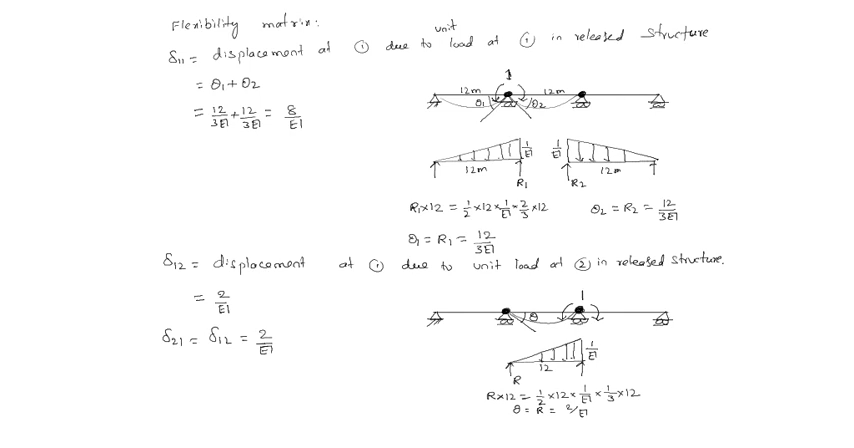 Flexibility matrix:
δ₁₁ = displacement at ① due to unit load at ① in released structure
= θ₁ + θ₂
= 12/3EI + 12/3EI = 8/EI
1
12m 12m
θ₁ θ₂
1/EI 1/EI
12m 12m
R₁ R₂
R₁×12 = 1/2 ×12× 1/EI × 2/3 ×12 θ₂ = R₂ = 12/3EI
θ₁ = R₁ = 12/3EI
δ₁₂ = displacement at ① due to unit load at ② in released structure.
= 2/EI
1
θ
δ₂₁ = δ₁₂ = 2/EI
1/EI
12
R
R×12 = 1/2 ×12× 1/EI × 1/3 ×12
θ = R = 2/EI